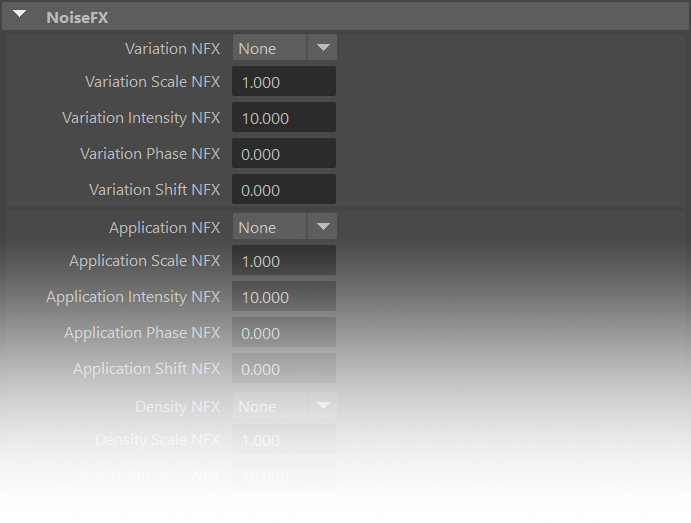 NoiseFX
Variation NFX None
Variation Scale NFX 1.000
Variation Intensity NFX 10.000
Variation Phase NFX 0.000
Variation Shift NFX 0.000
Application NFX None
Application Scale NFX 1.000
Application Intensity NFX 10.000
Application Phase NFX 0.000
Application Shift NFX 0.000
Density NFX None
Density Scale NFX 1.000
Density Intensity NFX 10.000